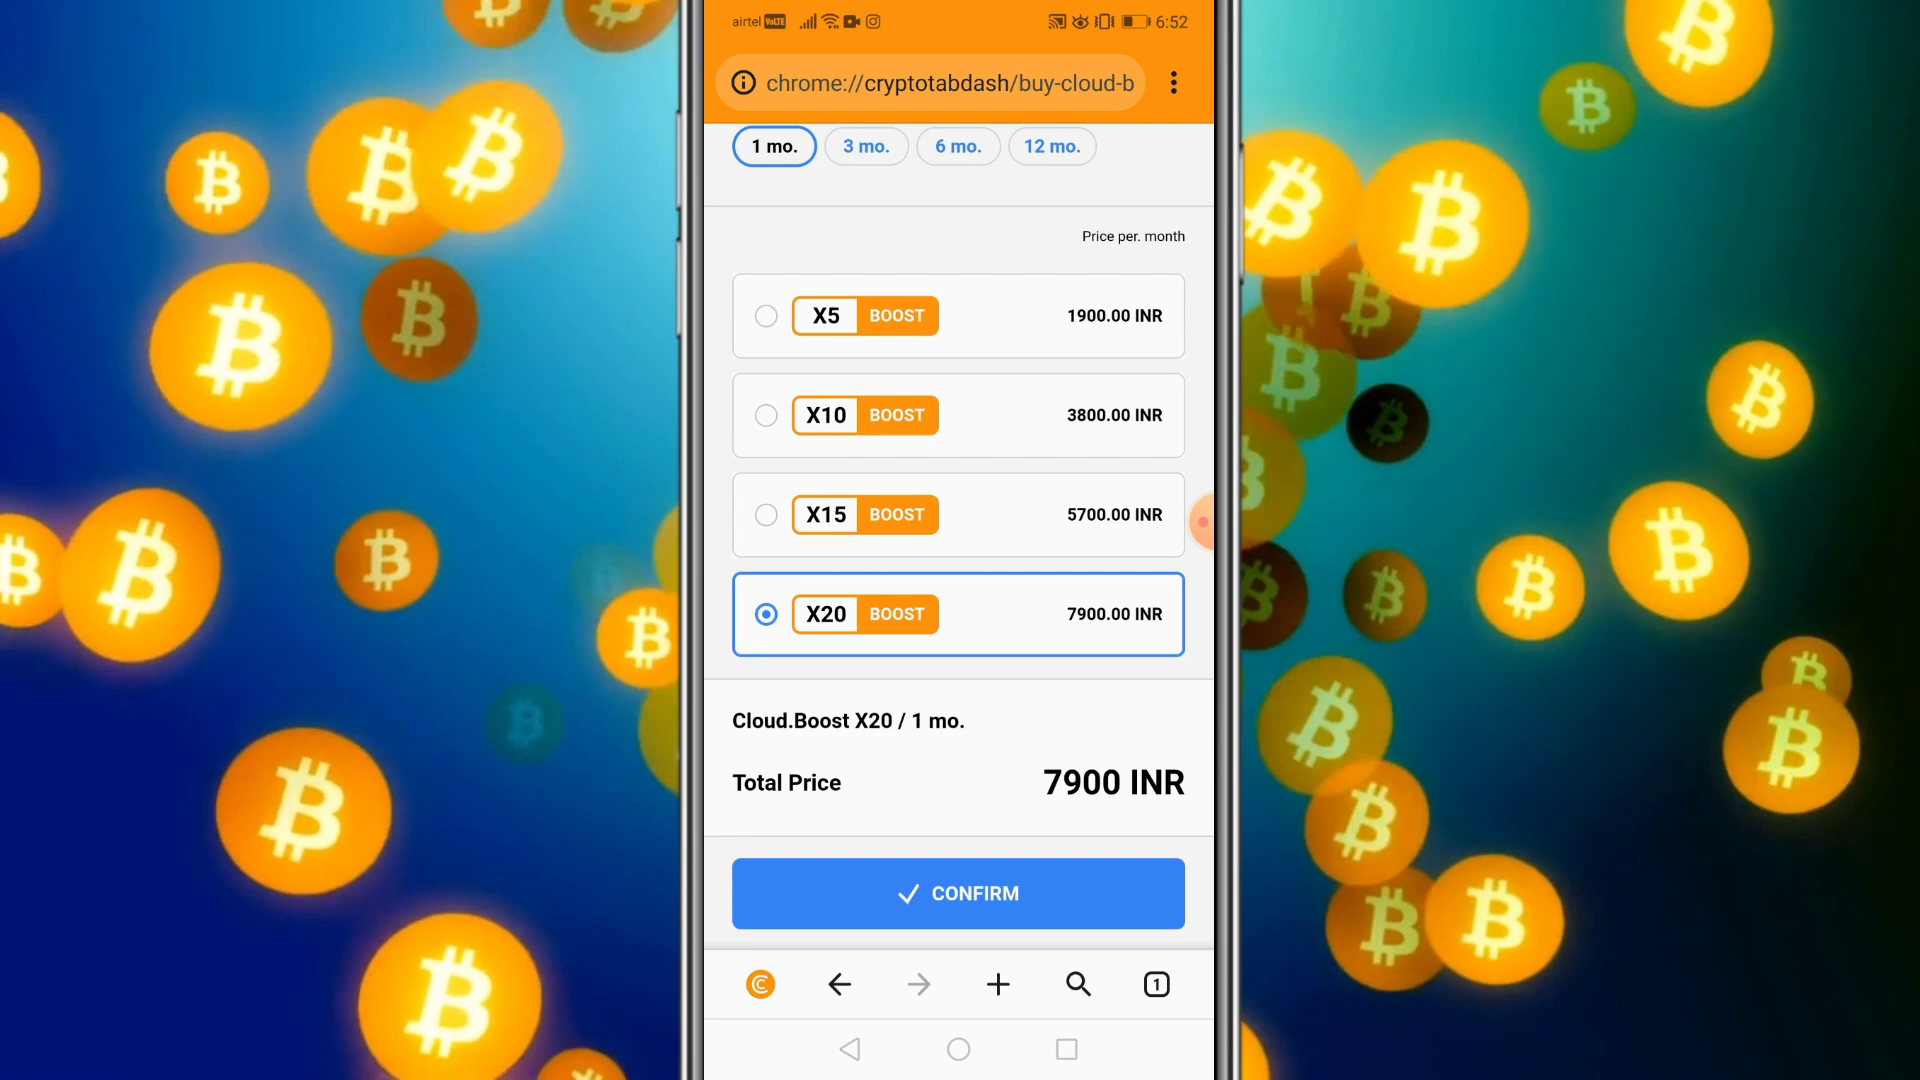 airtel VoLTE 6:52
chrome://cryptotabdash/buy-cloud-b
1 mo. 3 mo. 6 mo. 12 mo.
Price per. month
X5 BOOST 1900.00 INR
X10 BOOST 3800.00 INR
X15 BOOST 5700.00 INR
X20 BOOST 7900.00 INR
Cloud.Boost X20 / 1 mo.
Total Price 7900 INR
CONFIRM
1